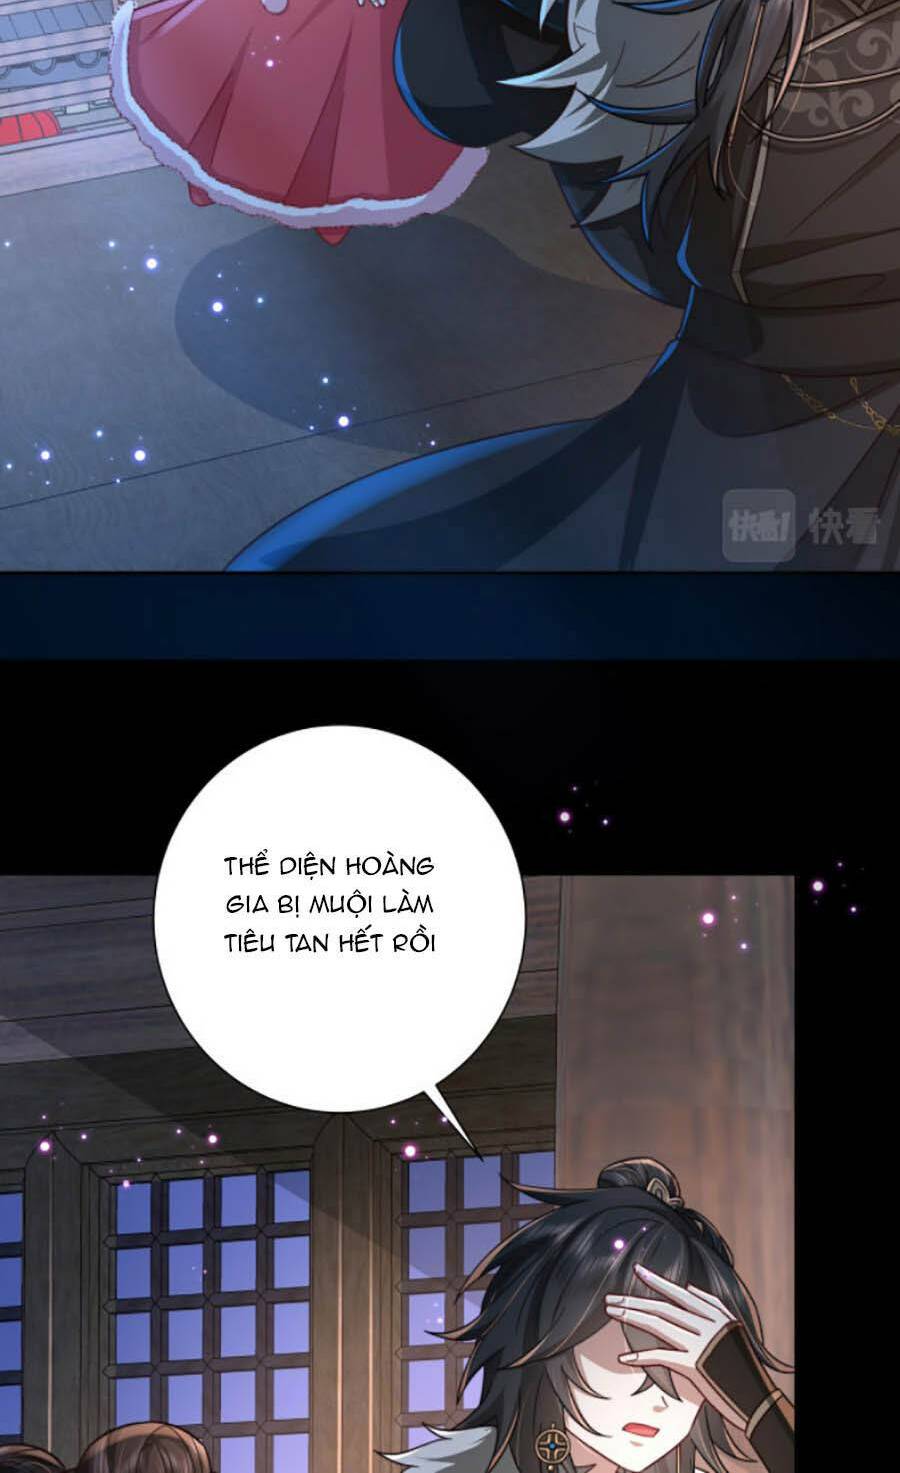 快看! 快看
THỂ DIỆN HOÀNG
GIA BỊ MUỘI LÀM
TIÊU TAN HẾT RỒI